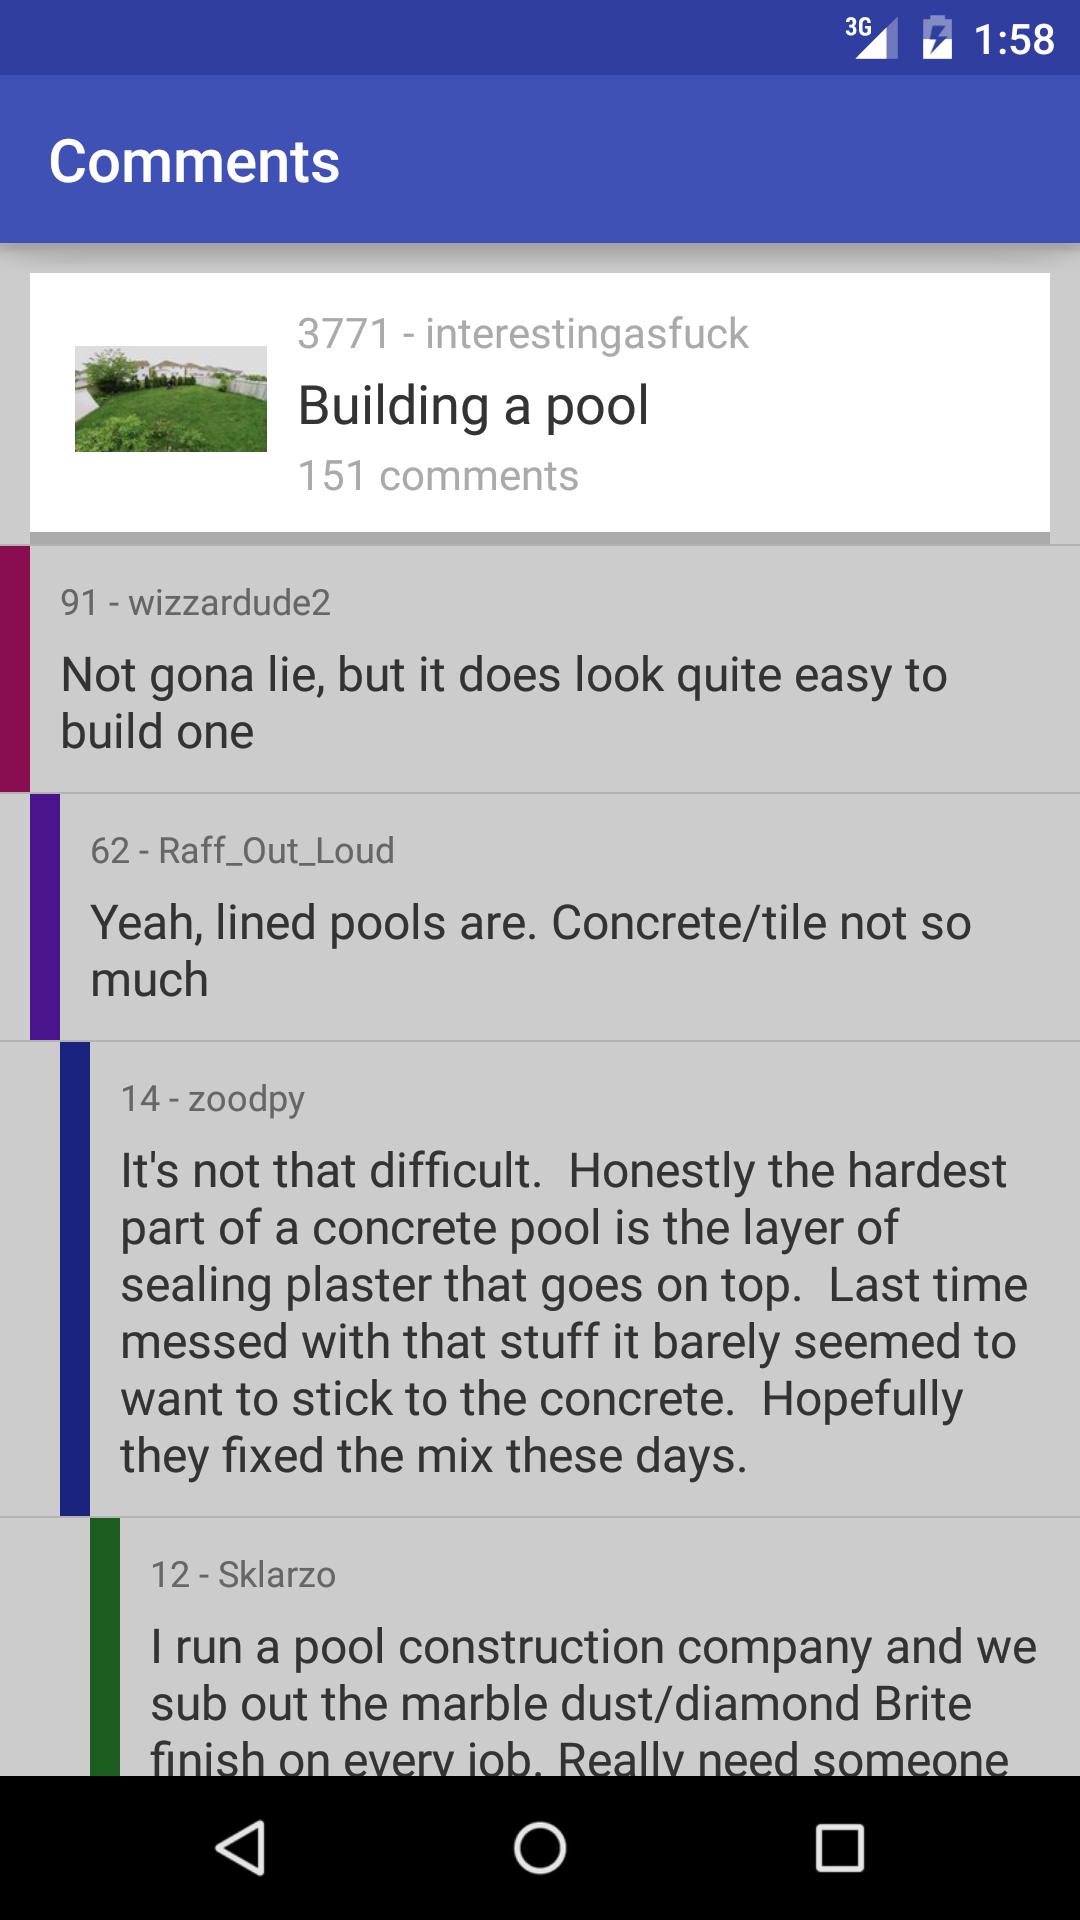 3G 1:58
Comments
3771 - interestingasfuck
Building a pool
151 comments
91 - wizzardude2
Not gona lie, but it does look quite easy to
build one
62 - Raff_Out_Loud
Yeah, lined pools are. Concrete/tile not so
much
14 - zoodpy
It's not that difficult.  Honestly the hardest
part of a concrete pool is the layer of
sealing plaster that goes on top.  Last time
messed with that stuff it barely seemed to
want to stick to the concrete.  Hopefully
they fixed the mix these days.
12 - Sklarzo
I run a pool construction company and we
sub out the marble dust/diamond Brite
finish on every job. Really need someone